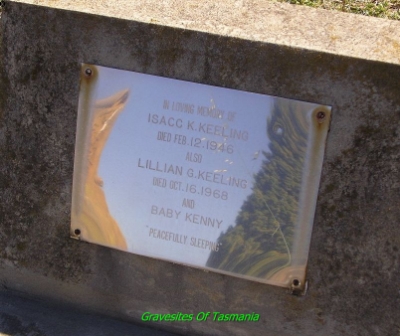 IN LOVING MEMORY OF
ISACC K. KEELING
DIED FEB. 12. 1946
ALSO
LILLIAN G. KEELING
DIED OCT. 16. 1968
AND
BABY KENNY
"PEACEFULLY SLEEPING"
Gravesites Of Tasmania